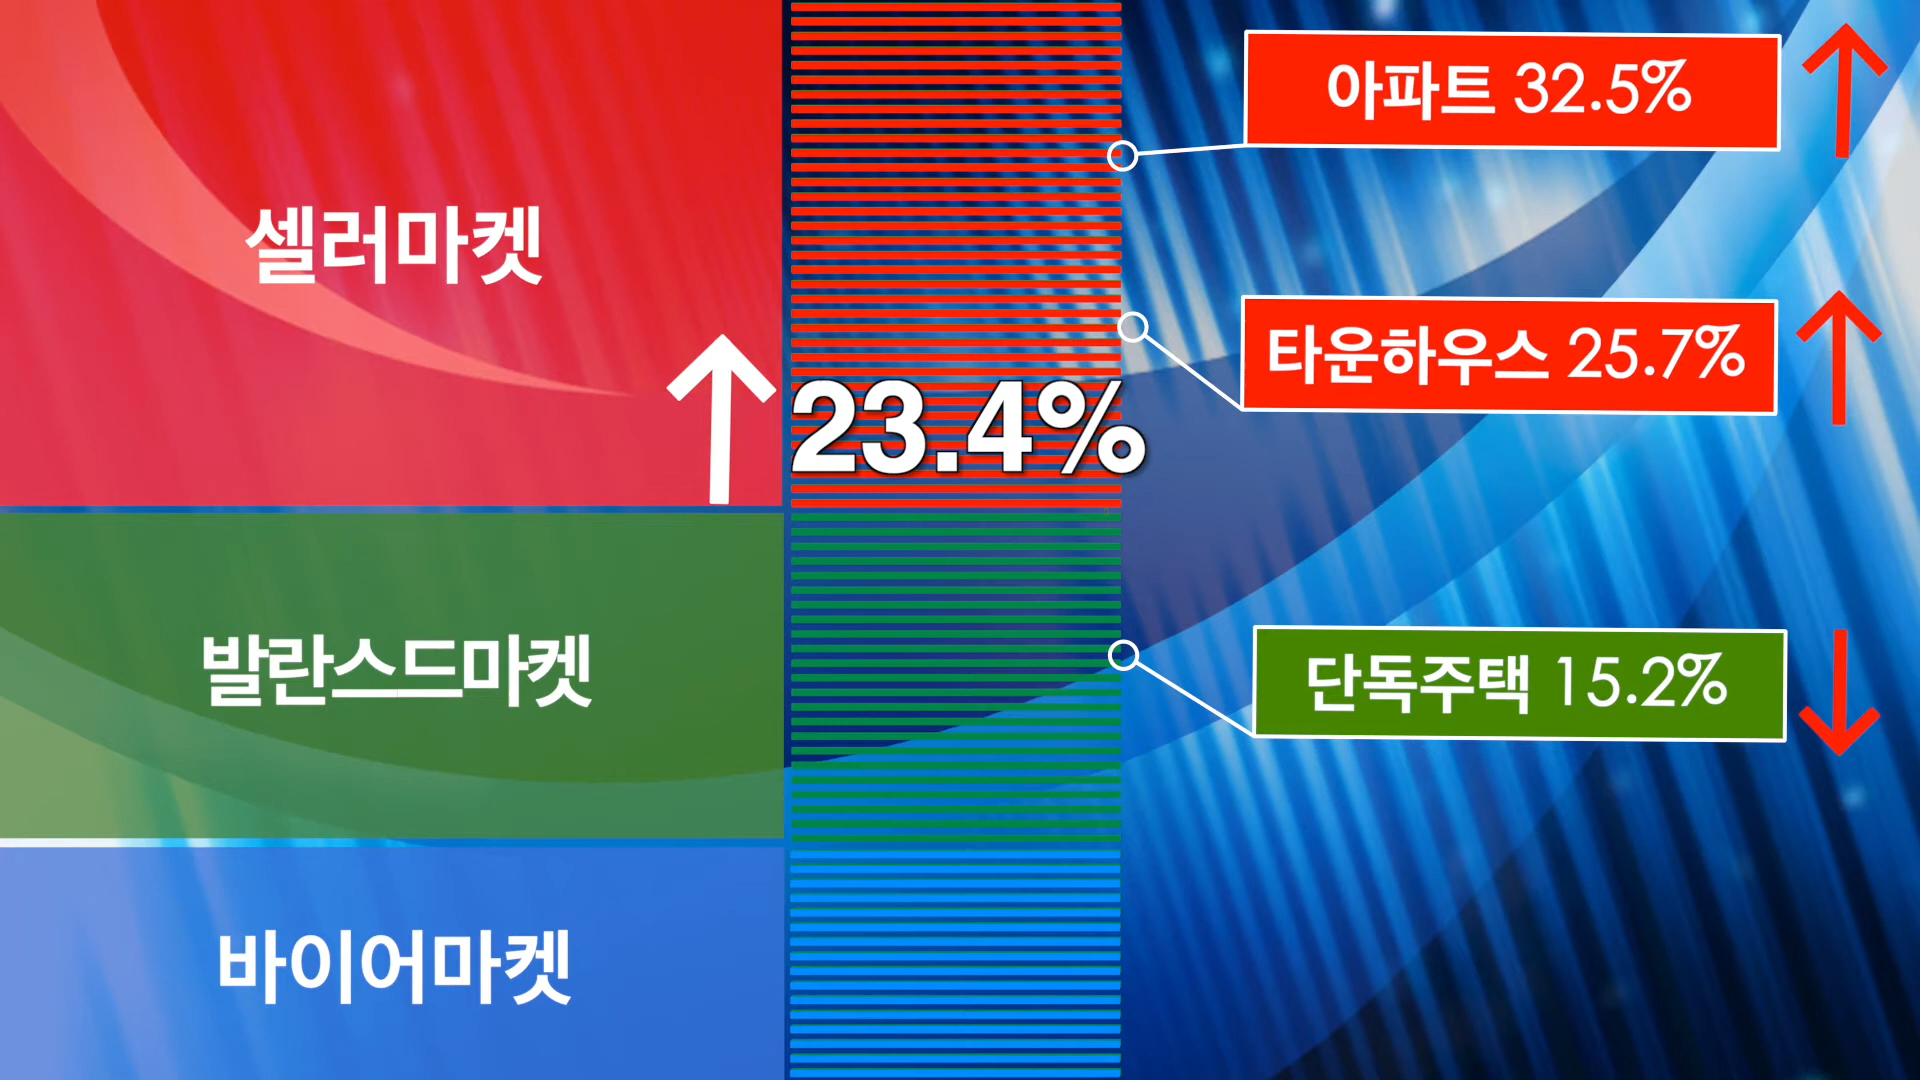 셀러마켓
발란스드마켓
바이어마켓
23.4%
아파트 32.5%
타운하우스 25.7%
단독주택 15.2%